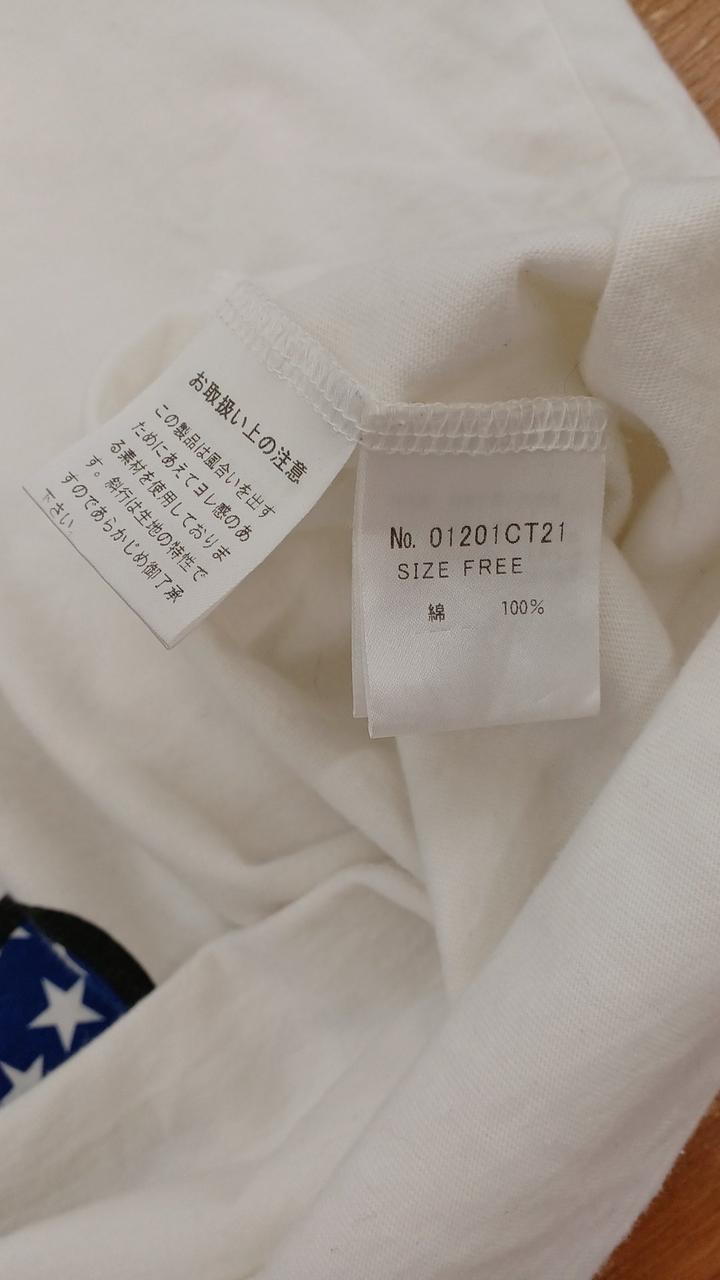 お取扱い上の注意
この製品は風合いを出す
ためにあえてヨレ感のあ
る素材を使用しておりま
す。斜行は生地の特性で
すのであらかじめ御了承
下さい。
No. 01201CT21
SIZE FREE
綿 100%